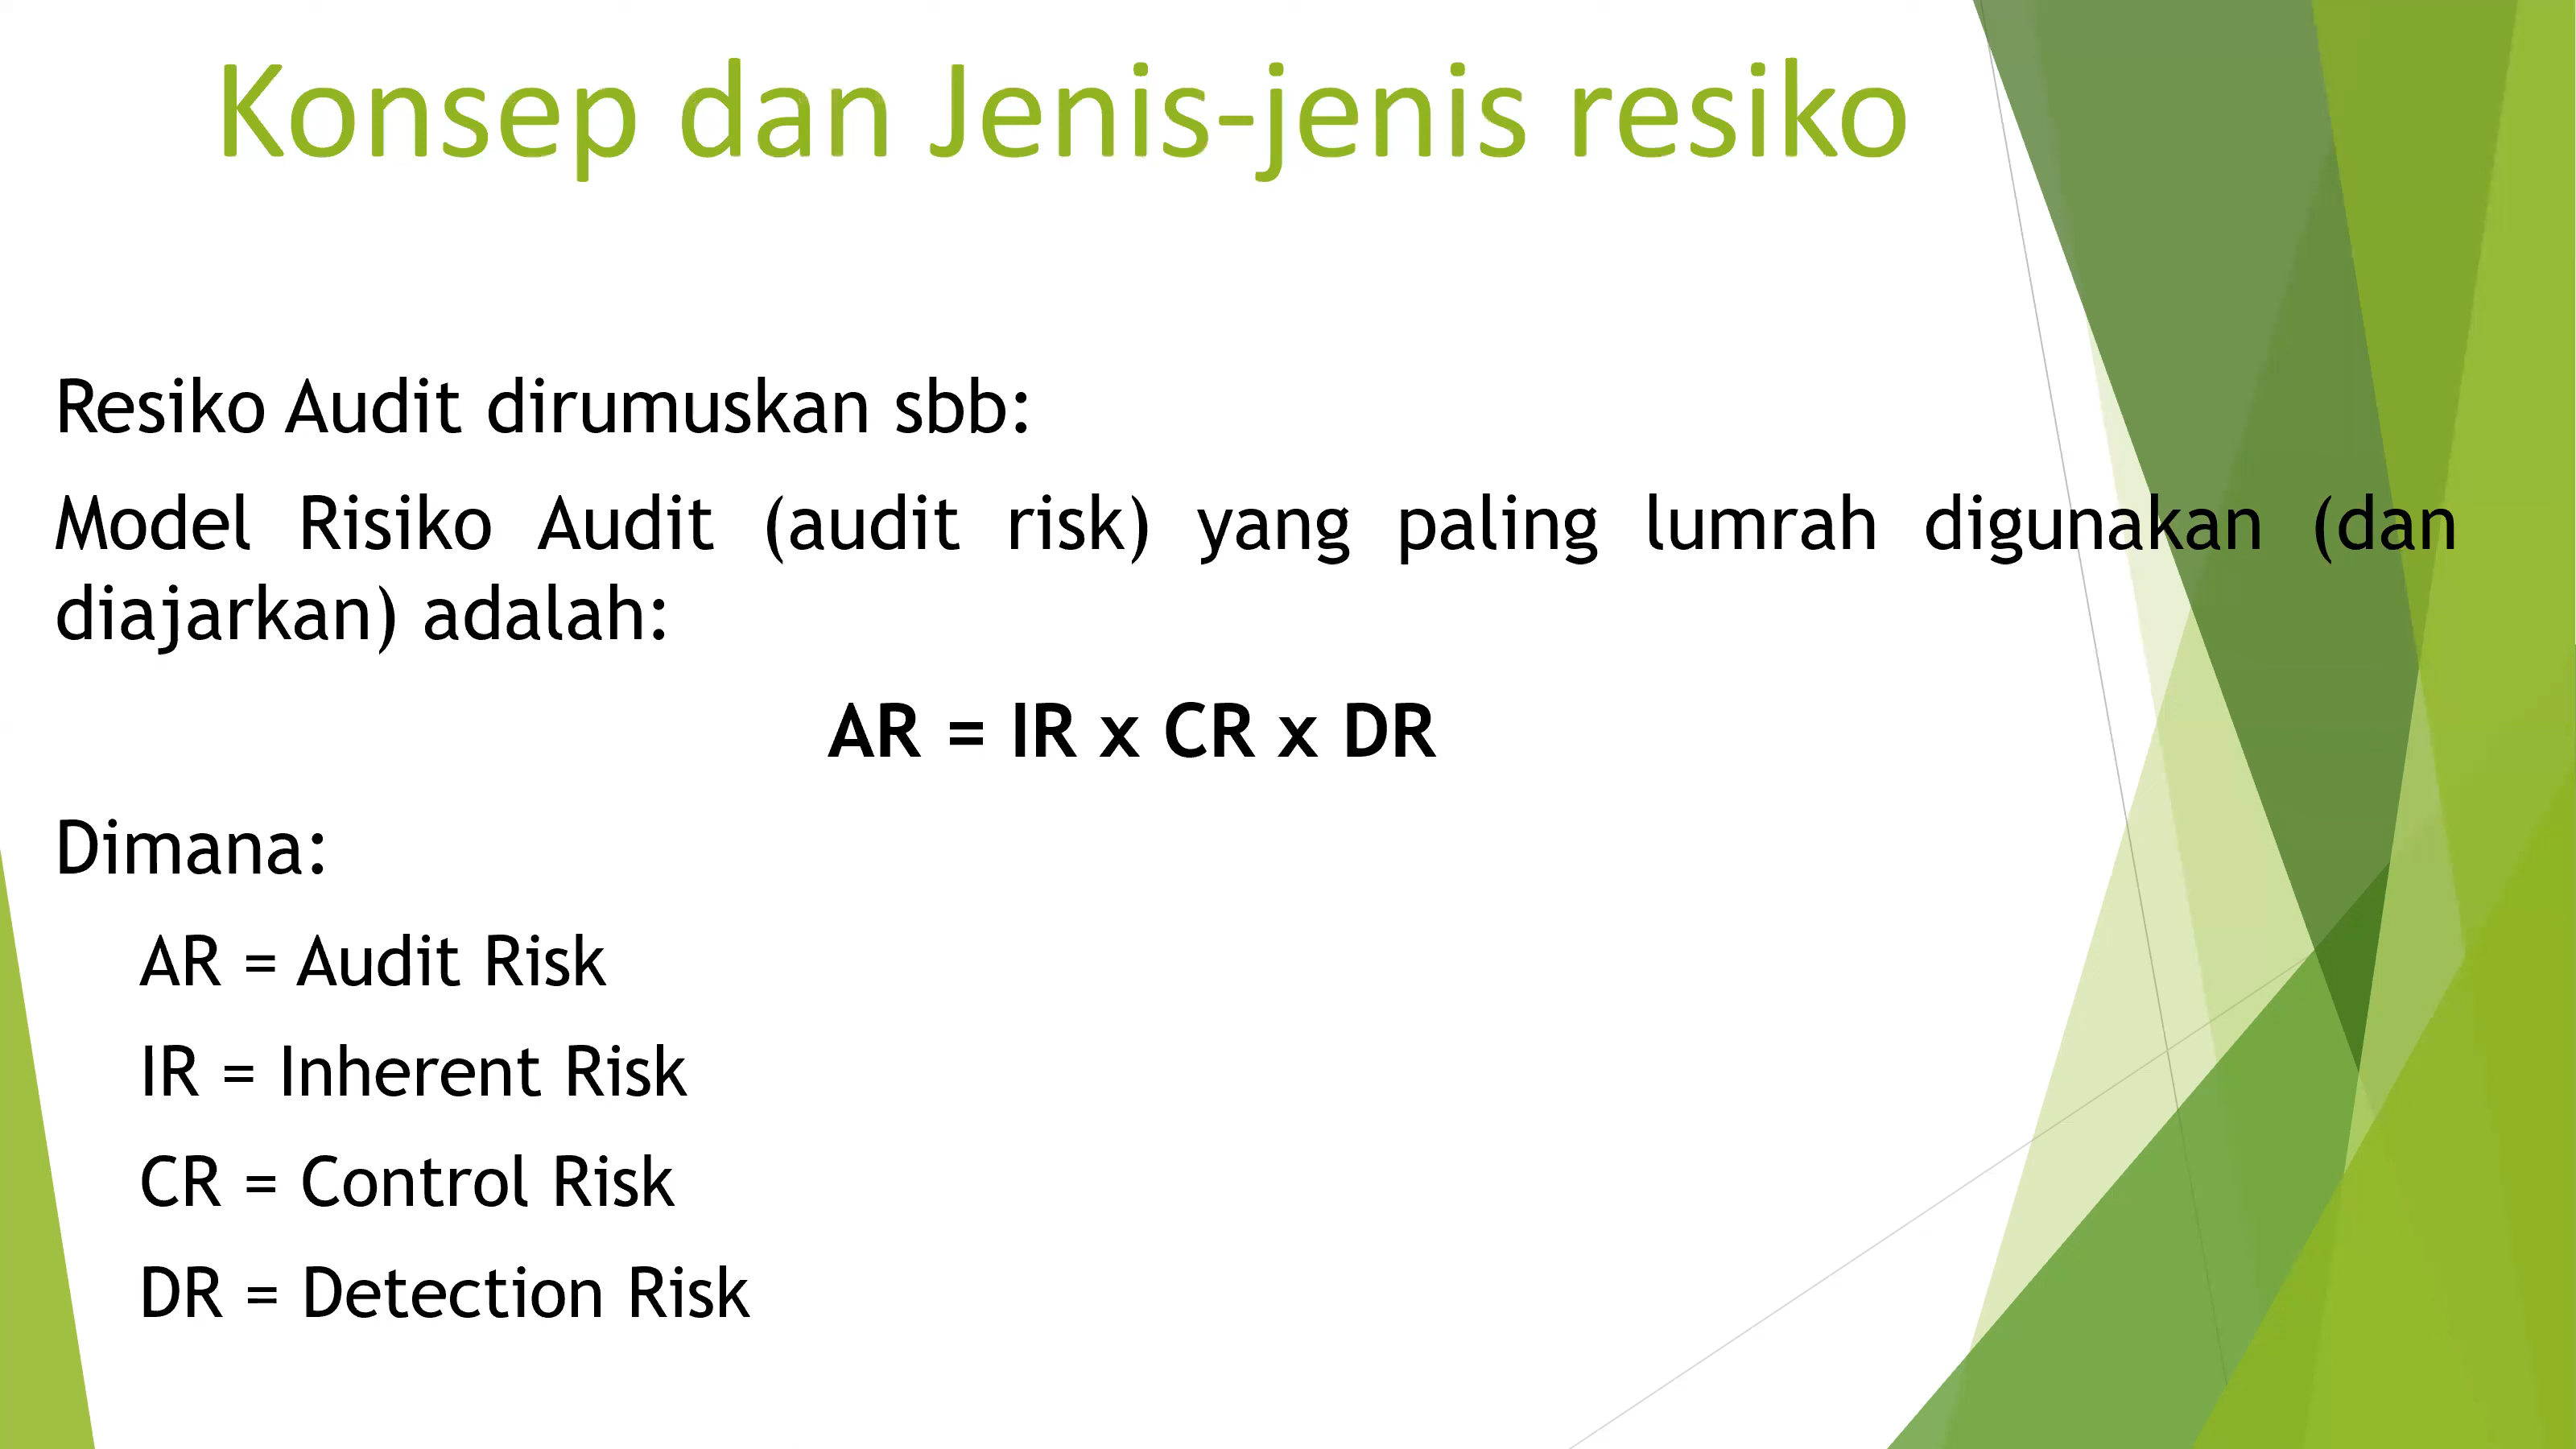 Konsep dan Jenis-jenis resiko
Resiko Audit dirumuskan sbb:
Model Risiko Audit (audit risk) yang paling lumrah digunakan (dan
diajarkan) adalah:
AR = IR x CR x DR
Dimana:
AR = Audit Risk
IR = Inherent Risk
CR = Control Risk
DR = Detection Risk